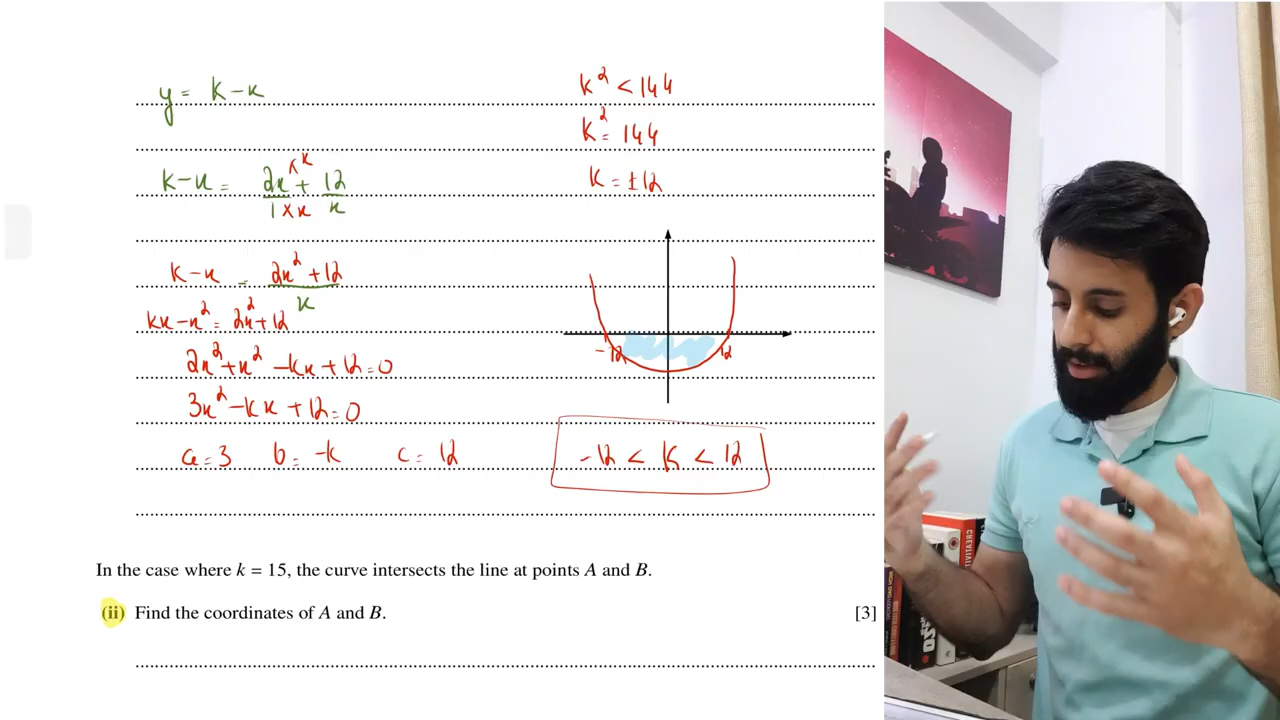 y = k - x
k - x = 2x/1 + 12/x
× x
× x
k - x = 2x² + 12 / x
kx - x² = 2x² + 12
2x² + x² - kx + 12 = 0
3x² - kx + 12 = 0
a = 3 b = -k c = 12
k² < 144
k² = 144
k = ±12
-12 12
-12 < k < 12
In the case where k = 15, the curve intersects the line at points A and B.
(ii) Find the coordinates of A and B. [3]